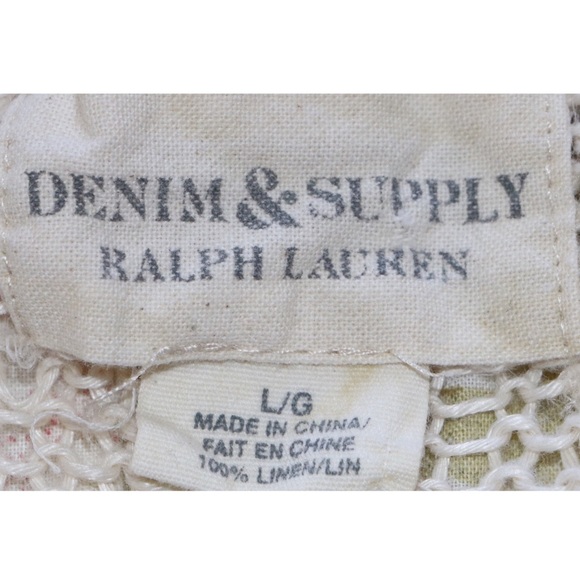 DENIM & SUPPLY
RALPH LAUREN
L/G
MADE IN CHINA/
FAIT EN CHINE
100% LINEN/LIN